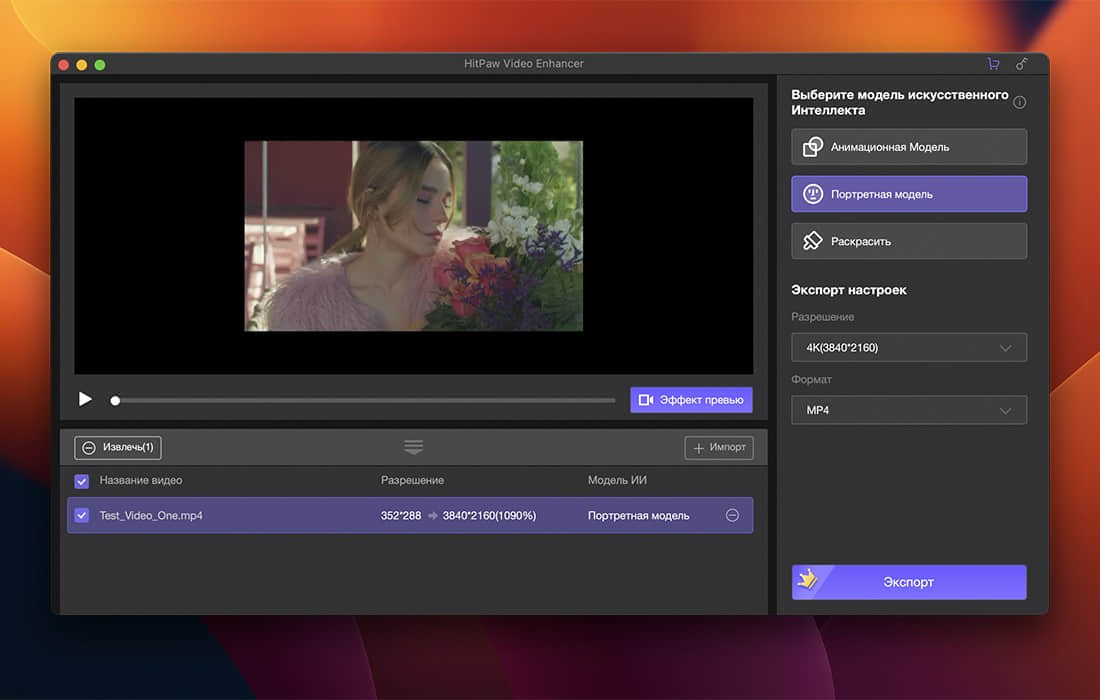 HitPaw Video Enhancer
Выберите модель искусственного
Интеллекта
Анимационная Модель
Портретная модель
Раскрасить
Экспорт настроек
Разрешение
4K(3840*2160)
Формат
MP4
Эффект превью
Извлечь(1)
Импорт
Название видео Разрешение Модель ИИ
Test_Video_One.mp4 352*288 3840*2160(1090%) Портретная модель
Экспорт